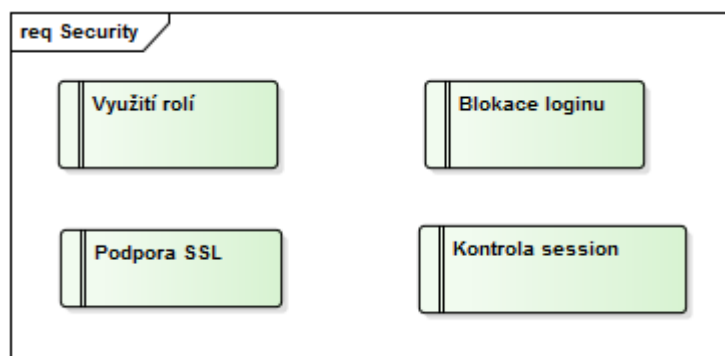 req Security
Využití rolí
Blokace loginu
Podpora SSL
Kontrola session